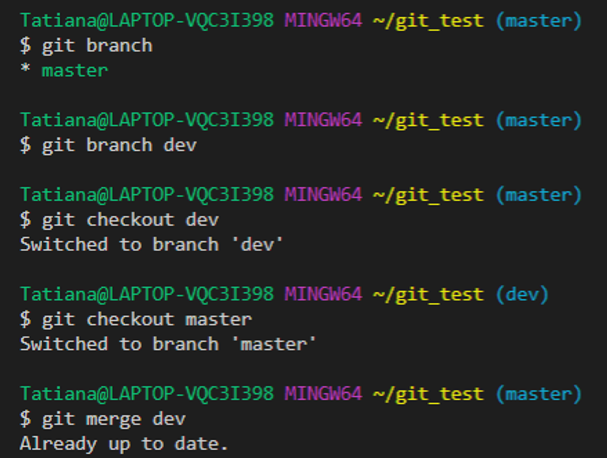 Tatiana@LAPTOP-VQC3I398 MINGW64 ~/git_test (master)
$ git branch
* master
Tatiana@LAPTOP-VQC3I398 MINGW64 ~/git_test (master)
$ git branch dev
Tatiana@LAPTOP-VQC3I398 MINGW64 ~/git_test (master)
$ git checkout dev
Switched to branch 'dev'
Tatiana@LAPTOP-VQC3I398 MINGW64 ~/git_test (dev)
$ git checkout master
Switched to branch 'master'
Tatiana@LAPTOP-VQC3I398 MINGW64 ~/git_test (master)
$ git merge dev
Already up to date.